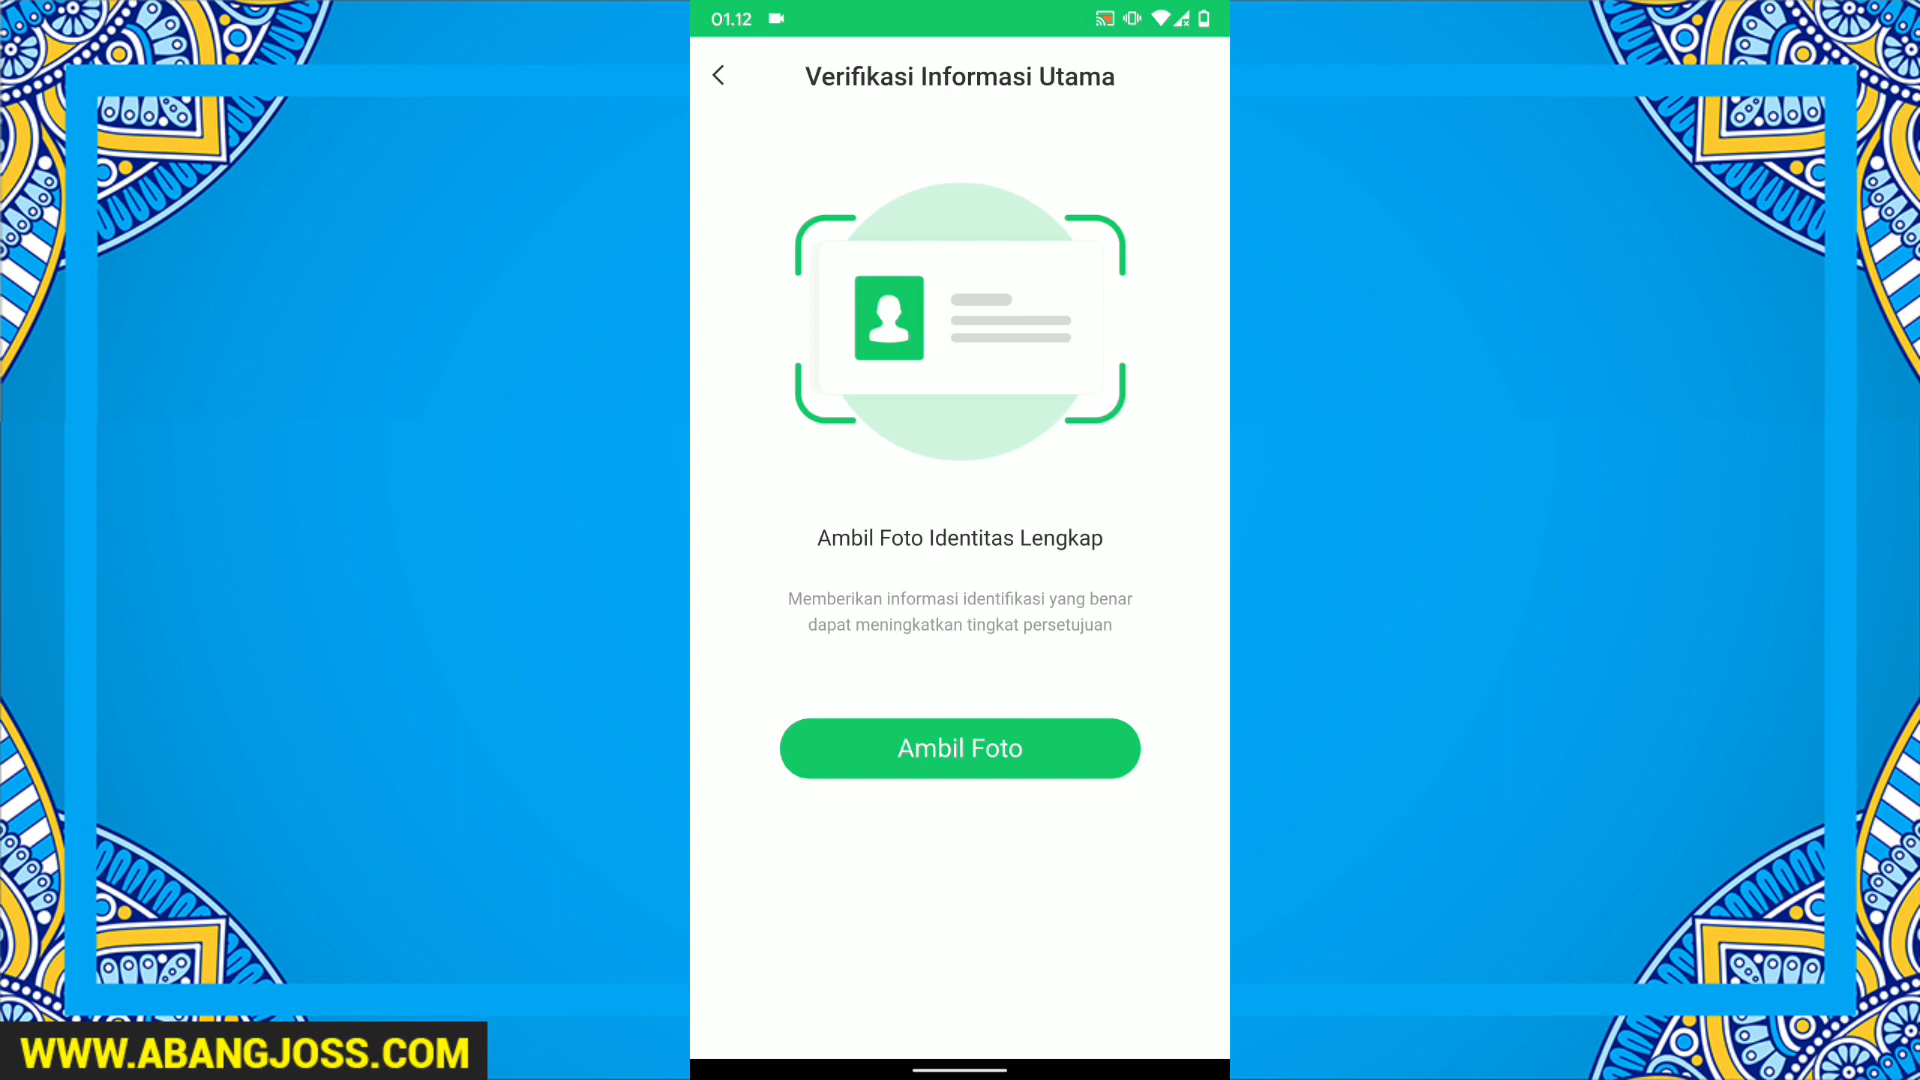 01.12
Verifikasi Informasi Utama
Ambil Foto Identitas Lengkap
Memberikan informasi identifikasi yang benar
dapat meningkatkan tingkat persetujuan
Ambil Foto
WWW.ABANGJOSS.COM